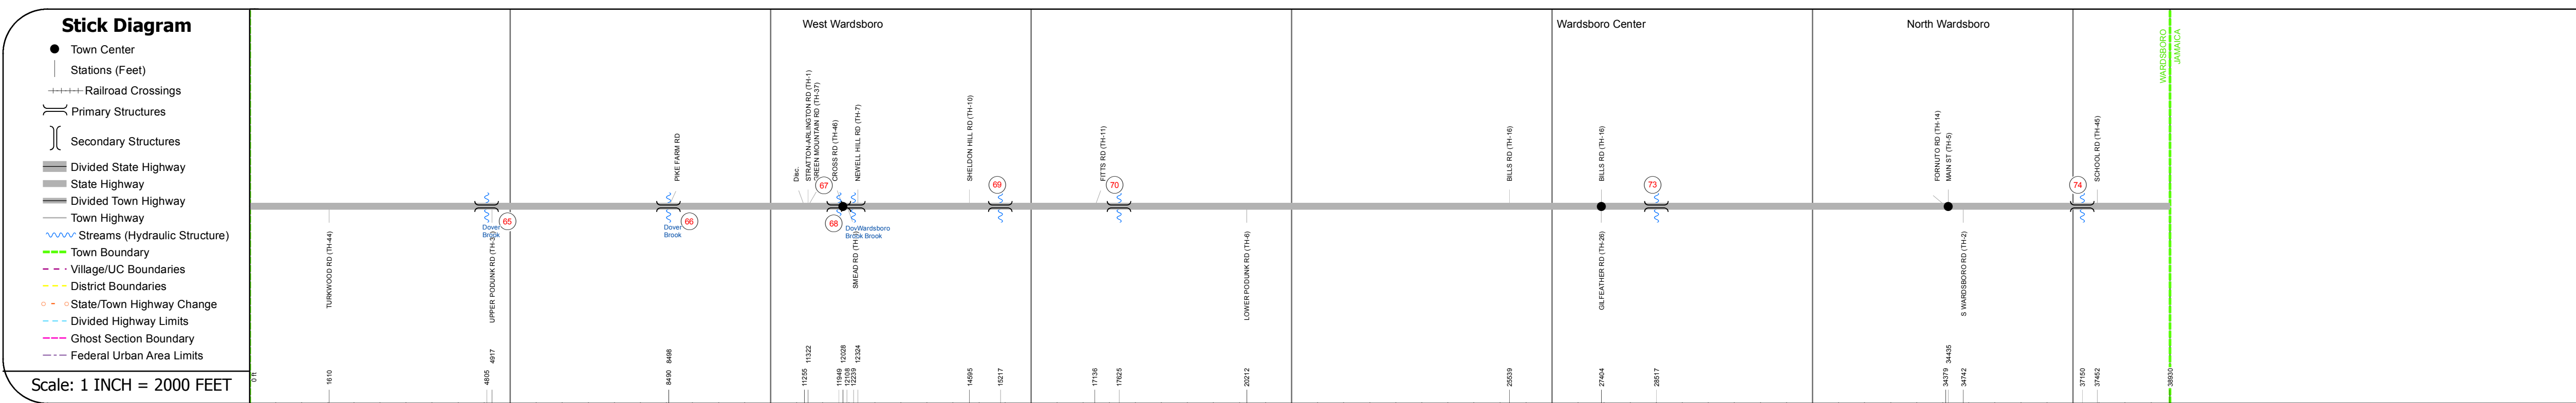 Stick Diagram
Town Center
Stations (Feet)
Railroad Crossings
Primary Structures
Secondary Structures
Divided State Highway
State Highway
Divided Town Highway
Town Highway
Streams (Hydraulic Structure)
Town Boundary
Village/UC Boundaries
District Boundaries
State/Town Highway Change
Divided Highway Limits
Ghost Section Boundary
Federal Urban Area Limits
Scale: 1 INCH = 2000 FEET
West Wardsboro
Wardsboro Center
North Wardsboro
WARDSBORO
JAMAICA
PIKE FARM RD
Disc.
STRATTON-ARLINGTON RD (TH-1)
GREEN MOUNTAIN RD (TH-37)
CROSS RD (TH-46)
NEWELL HILL RD (TH-7)
SHELDON HILL RD (TH-10)
FITTS RD (TH-11)
BILLS RD (TH-16)
BILLS RD (TH-16)
FORNUTO RD (TH-14)
MAIN ST (TH-5)
SCHOOL RD (TH-45)
65
66
67
68
69
70
73
74
Dover
Brook
Dover
Brook
Wardsboro
Brook
TURKWOOD RD (TH-44)
UPPER PODUNK RD
SMEAD RD
LOWER PODUNK RD (TH-6)
GILFEATHER RD (TH-26)
S WARDSBORO RD (TH-2)
0 ft
1610
4805
4917
8490
8498
11255
11322
11949
12028
12108
12239
12324
14595
15217
17136
17625
20212
25539
27404
28517
34379
34435
34742
37150
37452
38930